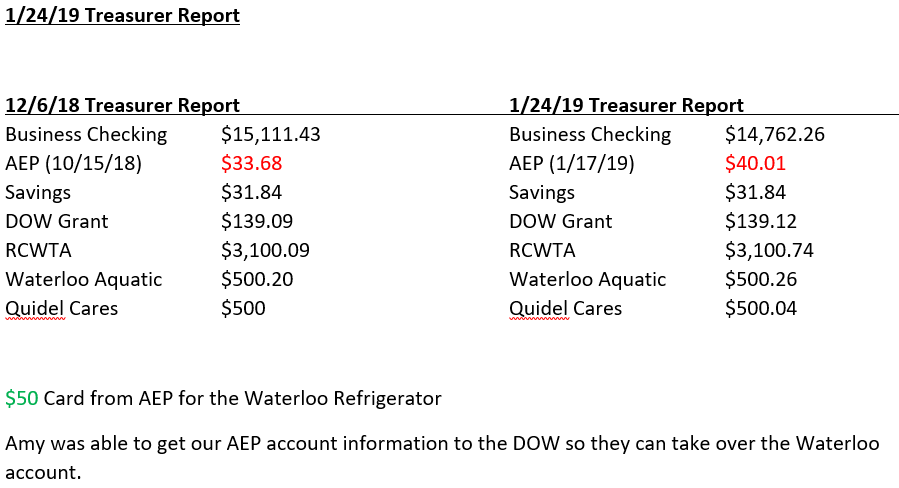 1/24/19 Treasurer Report
12/6/18 Treasurer Report 1/24/19 Treasurer Report
Business Checking $15,111.43 Business Checking $14,762.26
AEP (10/15/18) $33.68 AEP (1/17/19) $40.01
Savings $31.84 Savings $31.84
DOW Grant $139.09 DOW Grant $139.12
RCWTA $3,100.09 RCWTA $3,100.74
Waterloo Aquatic $500.20 Waterloo Aquatic $500.26
Quidel Cares $500 Quidel Cares $500.04
$50 Card from AEP for the Waterloo Refrigerator
Amy was able to get our AEP account information to the DOW so they can take over the Waterloo
account.